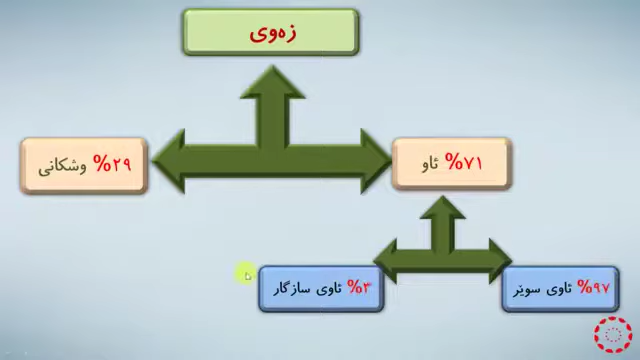 زەوی
%٧١ ئاو
%٢٩ وشکانی
%٩٧ ئاوی سوێر
%٣ ئاوی سازگار